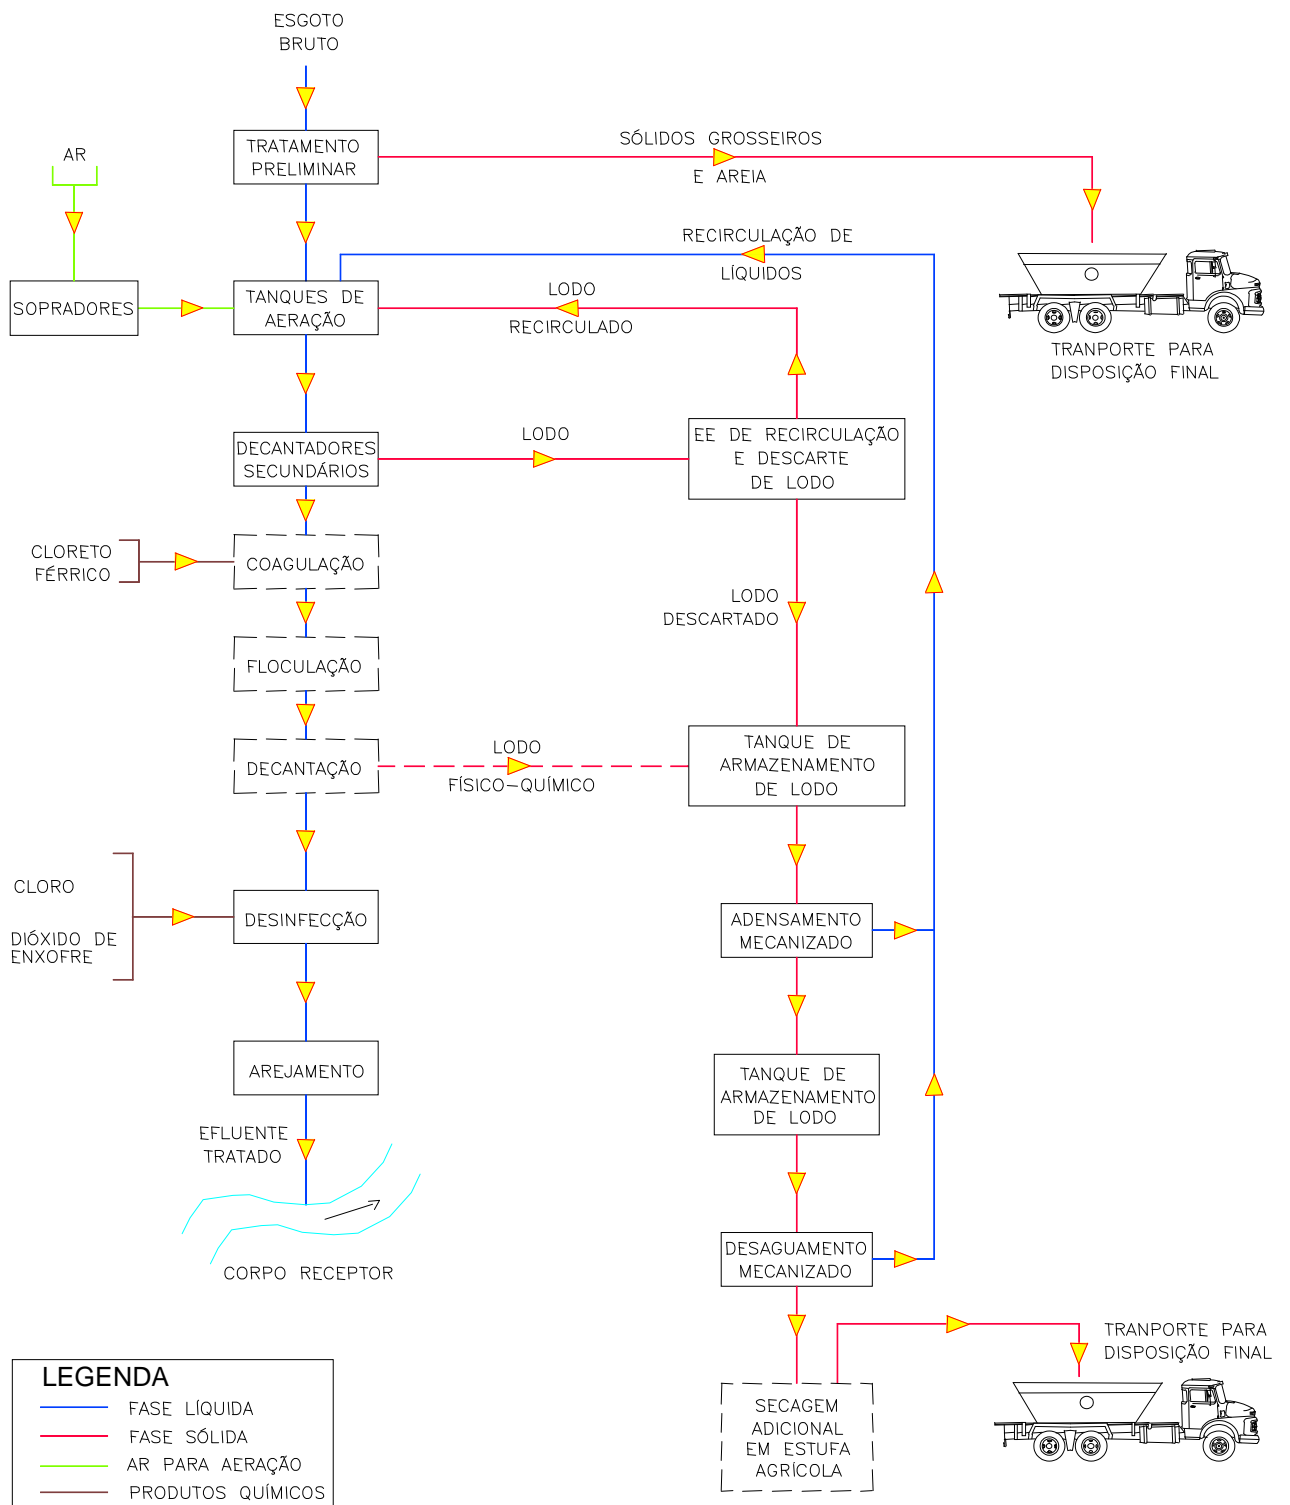 ESGOTO
BRUTO
TRATAMENTO
PRELIMINAR
SÓLIDOS GROSSEIROS
E AREIA
AR
RECIRCULAÇÃO DE
LÍQUIDOS
SOPRADORES
TANQUES DE
AERAÇÃO
LODO
RECIRCULADO
TRANPORTE PARA
DISPOSIÇÃO FINAL
DECANTADORES
SECUNDÁRIOS
LODO
EE DE RECIRCULAÇÃO
E DESCARTE
DE LODO
CLORETO
FÉRRICO
COAGULAÇÃO
LODO
DESCARTADO
FLOCULAÇÃO
DECANTAÇÃO
LODO
FÍSICO-QUÍMICO
TANQUE DE
ARMAZENAMENTO
DE LODO
CLORO
DIÓXIDO DE
ENXOFRE
DESINFECÇÃO
ADENSAMENTO
MECANIZADO
AREJAMENTO
TANQUE DE
ARMAZENAMENTO
DE LODO
EFLUENTE
TRATADO
CORPO RECEPTOR
DESAGUAMENTO
MECANIZADO
TRANPORTE PARA
DISPOSIÇÃO FINAL
SECAGEM
ADICIONAL
EM ESTUFA
AGRÍCOLA
LEGENDA
FASE LÍQUIDA
FASE SÓLIDA
AR PARA AERAÇÃO
PRODUTOS QUÍMICOS